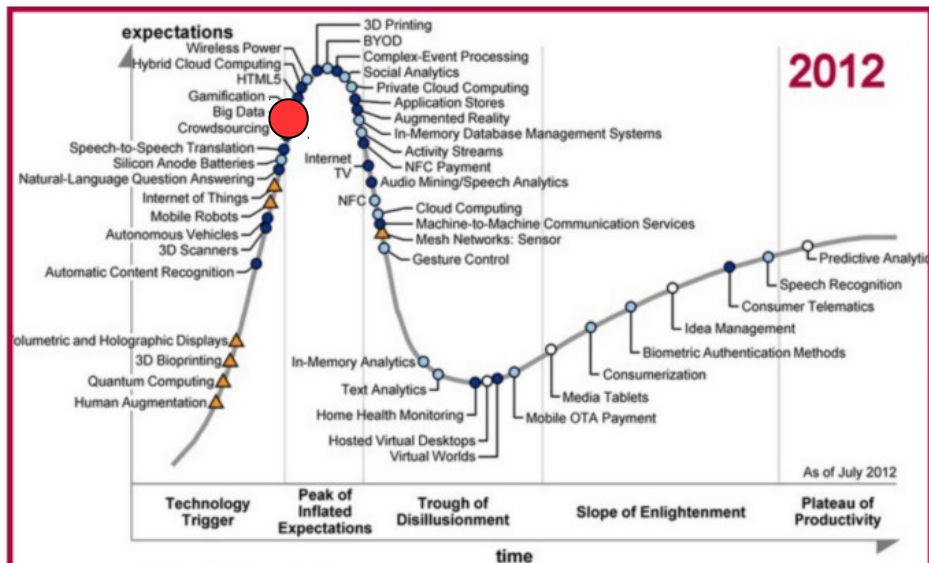 expectations
2012
3D Printing
BYOD
Complex-Event Processing
Social Analytics
Private Cloud Computing
Application Stores
Augmented Reality
In-Memory Database Management Systems
Activity Streams
NFC Payment
Audio Mining/Speech Analytics
Cloud Computing
Machine-to-Machine Communication Services
Mesh Networks: Sensor
Gesture Control
Wireless Power
Hybrid Cloud Computing
HTML5
Gamification
Big Data
Crowdsourcing
Speech-to-Speech Translation
Silicon Anode Batteries
Natural-Language Question Answering
Internet of Things
Mobile Robots
Autonomous Vehicles
3D Scanners
Automatic Content Recognition
Internet
TV
NFC
olumetric and Holographic Displays
3D Bioprinting
Quantum Computing
Human Augmentation
In-Memory Analytics
Text Analytics
Home Health Monitoring
Hosted Virtual Desktops
Virtual Worlds
Mobile OTA Payment
Media Tablets
Consumerization
Biometric Authentication Methods
Idea Management
Consumer Telematics
Speech Recognition
Predictive Analytic
As of July 2012
Technology
Trigger
Peak of
Inflated
Expectations
Trough of
Disillusionment
Slope of Enlightenment
Plateau of
Productivity
time